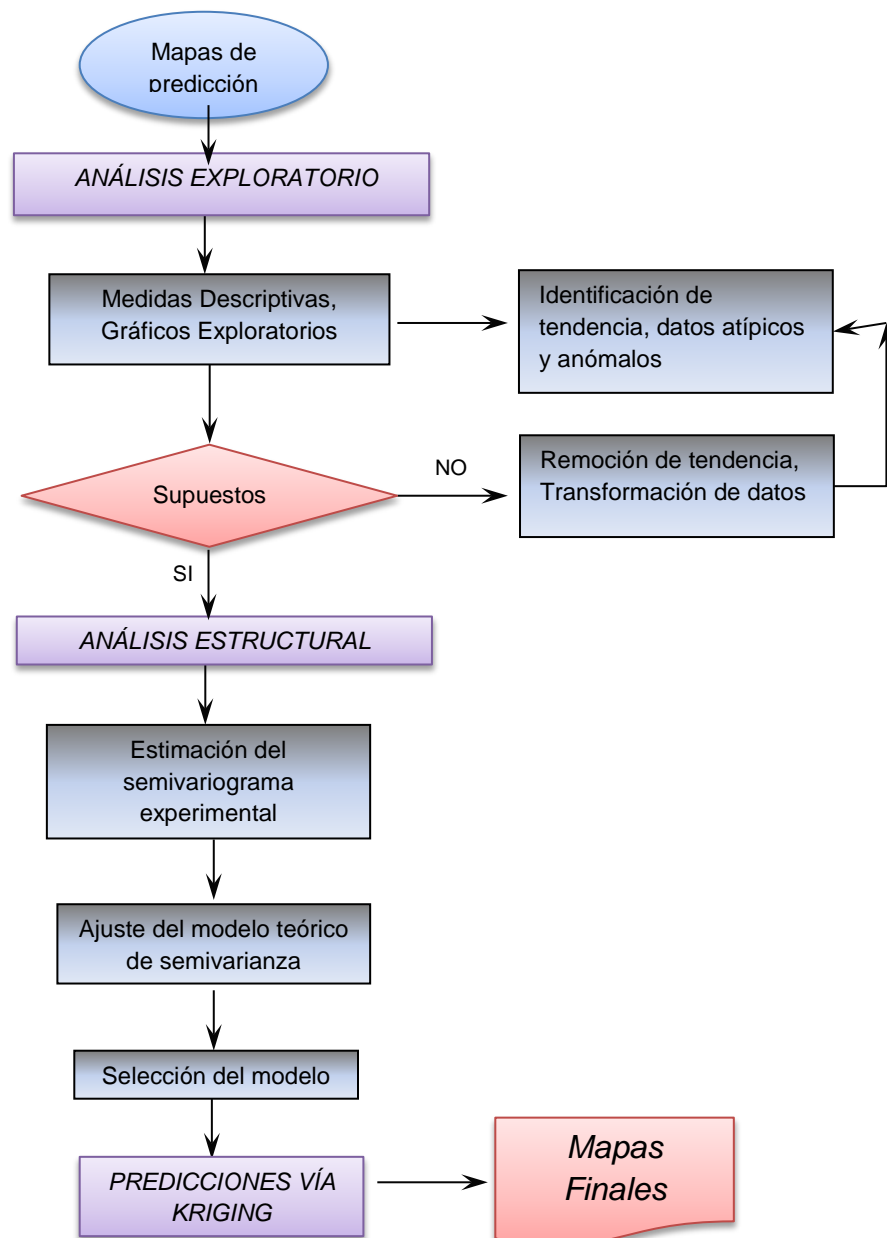 Mapas de
predicción
ANÁLISIS EXPLORATORIO
Medidas Descriptivas,
Gráficos Exploratorios
Identificación de
tendencia, datos atípicos
y anómalos
Supuestos
NO
Remoción de tendencia,
Transformación de datos
SI
ANÁLISIS ESTRUCTURAL
Estimación del
semivariograma
experimental
Ajuste del modelo teórico
de semivarianza
Selección del modelo
PREDICCIONES VÍA
KRIGING
Mapas
Finales